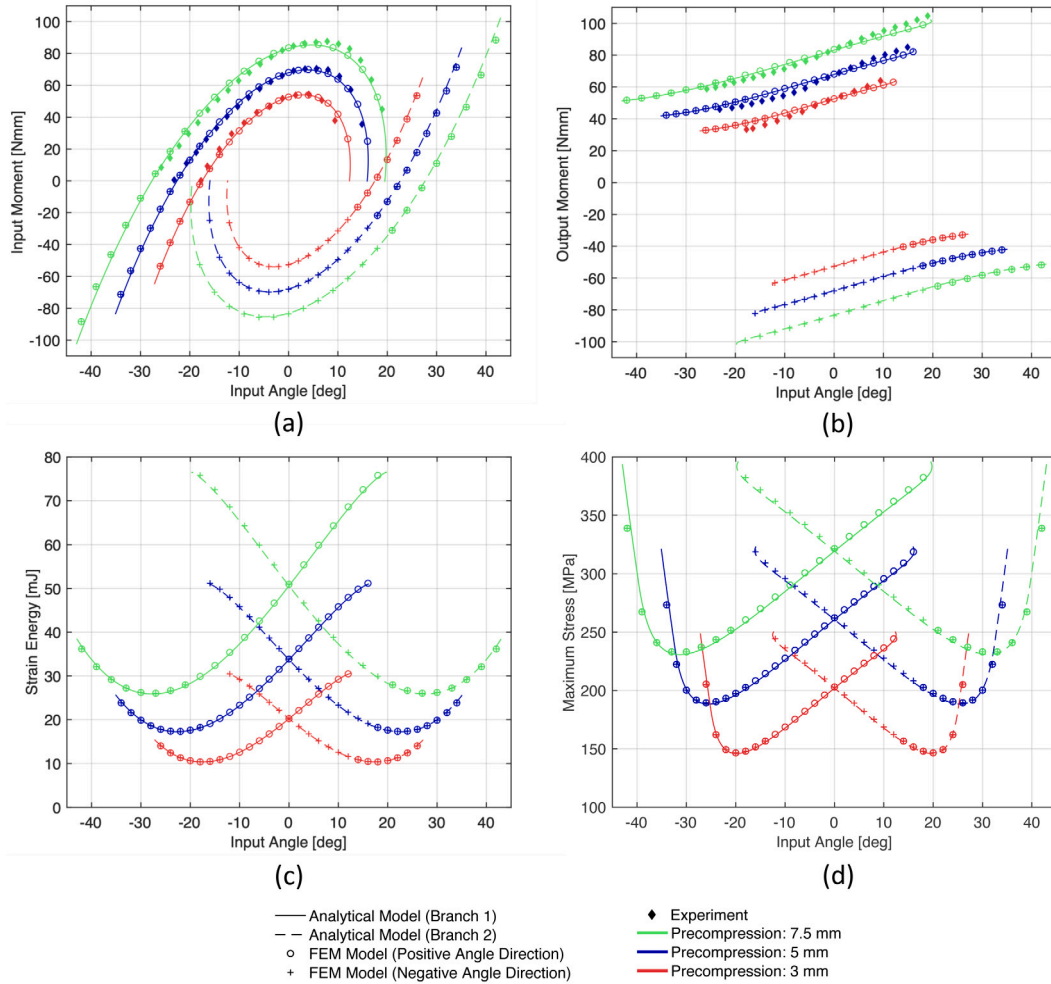 100
80
60
40
20
0
-20
-40
-60
-80
-100
Input Moment [Nmm]
-40 -30 -20 -10 0 10 20 30 40
Input Angle [deg]
(a)
100
80
60
40
20
0
-20
-40
-60
-80
-100
Output Moment [Nmm]
-40 -30 -20 -10 0 10 20 30 40
Input Angle [deg]
(b)
80
70
60
50
40
30
20
10
0
Strain Energy [mJ]
-40 -30 -20 -10 0 10 20 30 40
Input Angle [deg]
(c)
400
350
300
250
200
150
100
Maximum Stress [MPa]
-40 -30 -20 -10 0 10 20 30 40
Input Angle [deg]
(d)
Analytical Model (Branch 1)
Analytical Model (Branch 2)
FEM Model (Positive Angle Direction)
FEM Model (Negative Angle Direction)
Experiment
Precompression: 7.5 mm
Precompression: 5 mm
Precompression: 3 mm